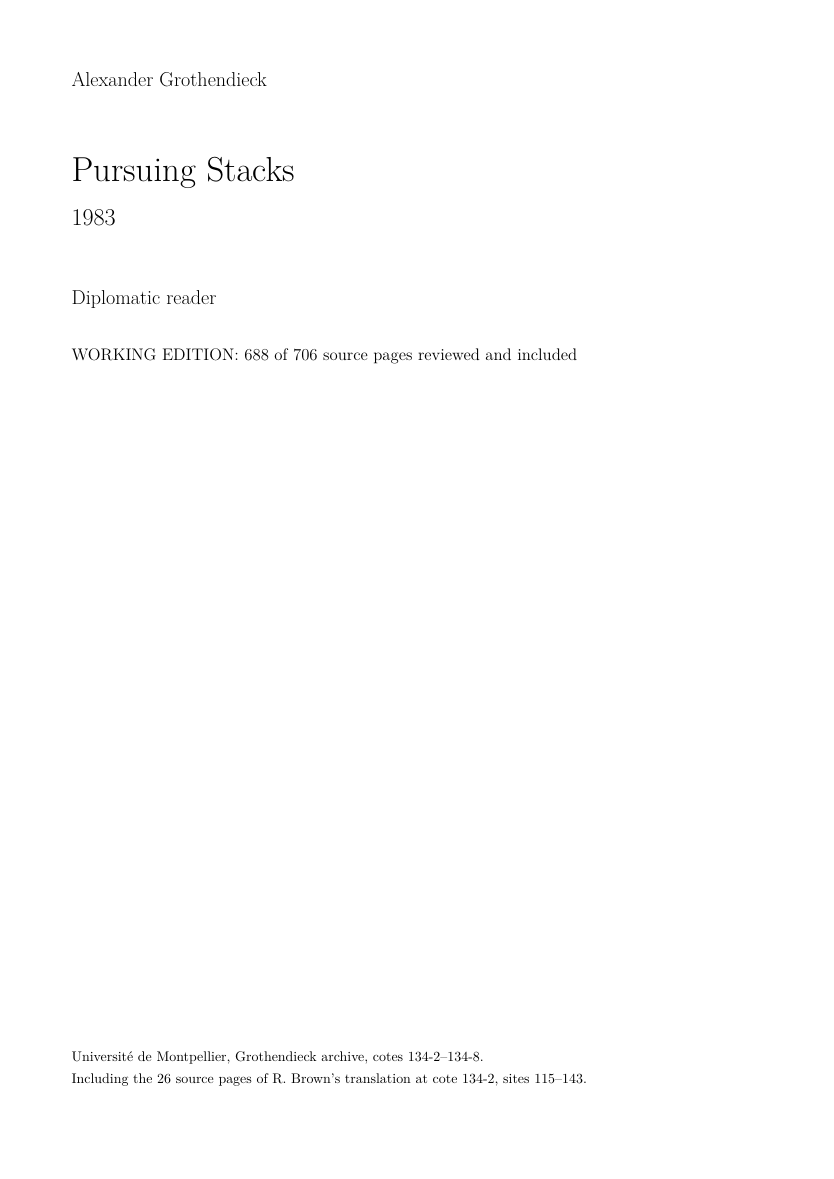 Alexander Grothendieck
Pursuing Stacks
1983
Diplomatic reader
WORKING EDITION: 688 of 706 source pages reviewed and included
Université de Montpellier, Grothendieck archive, cotes 134-2–134-8.
Including the 26 source pages of R. Brown's translation at cote 134-2, sites 115–143.